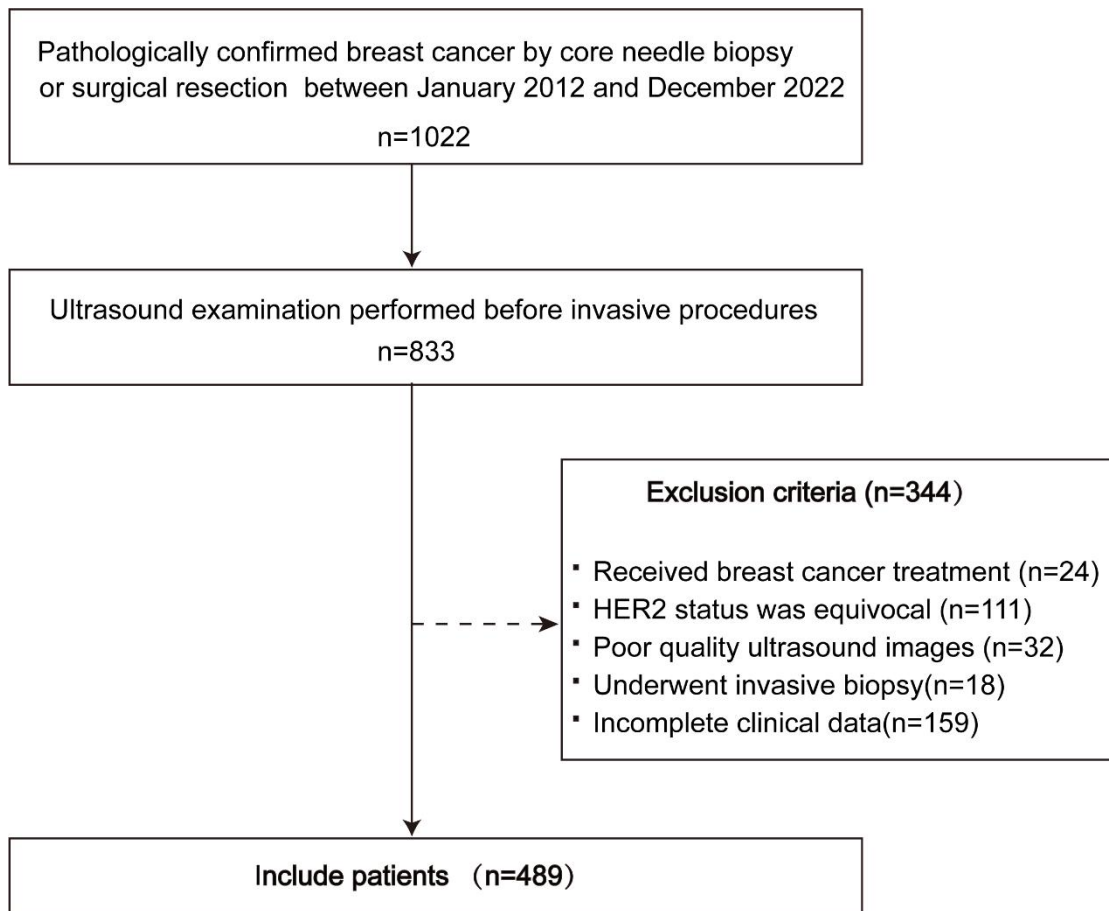 Pathologically confirmed breast cancer by core needle biopsy
or surgical resection  between January 2012 and December 2022
n=1022
Ultrasound examination performed before invasive procedures
n=833
Exclusion criteria (n=344）
▪ Received breast cancer treatment (n=24)
▪ HER2 status was equivocal (n=111)
▪ Poor quality ultrasound images (n=32)
▪ Underwent invasive biopsy(n=18)
▪ Incomplete clinical data(n=159)
Include patients （n=489）